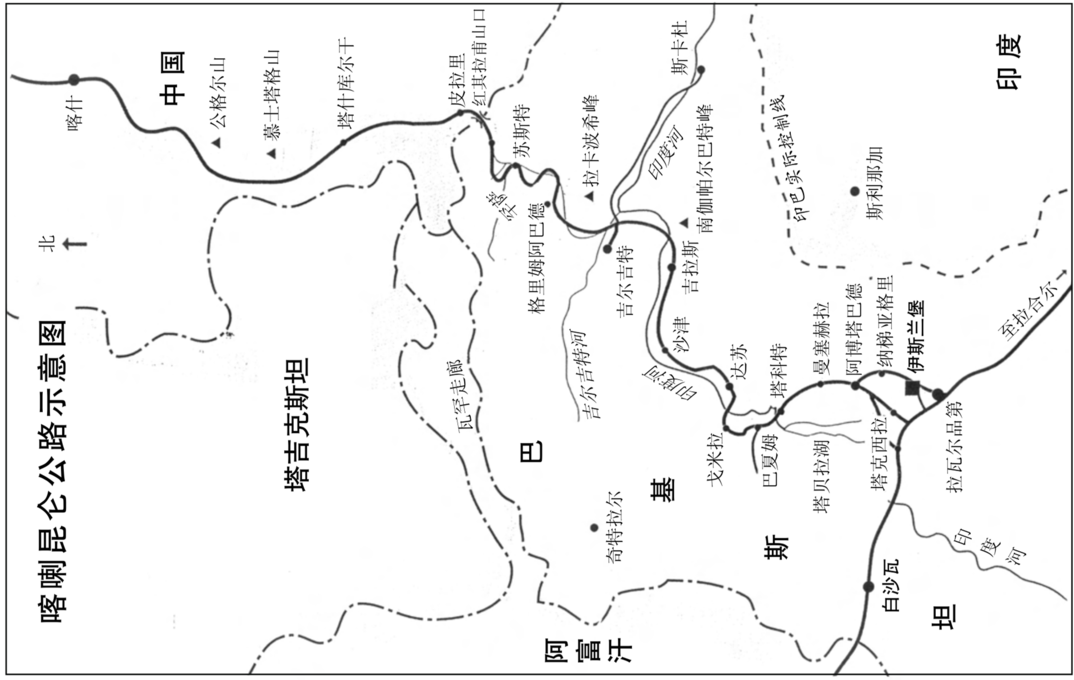 喀喇昆仑公路示意图
北
喀什
中国
公格尔山
慕士塔格山
塔什库尔干
塔吉克斯坦
瓦罕走廊
皮拉里
红其拉甫山口
苏斯特
格里姆阿巴德
拉卡波希峰
斯卡杜
印度河
吉尔吉特河
吉尔吉特
南伽帕尔巴特峰
吉拉斯
沙津
印度河
达苏
戈米拉
巴夏姆
塔科特
塔贝拉湖
曼塞赫拉
阿博塔巴德
纳梯亚格里
伊斯兰堡
塔克西拉
拉瓦尔品第
至拉合尔
印巴实际控制线
斯利那加
印度
奇特拉尔
巴基斯坦
白沙瓦
印度河
阿富汗